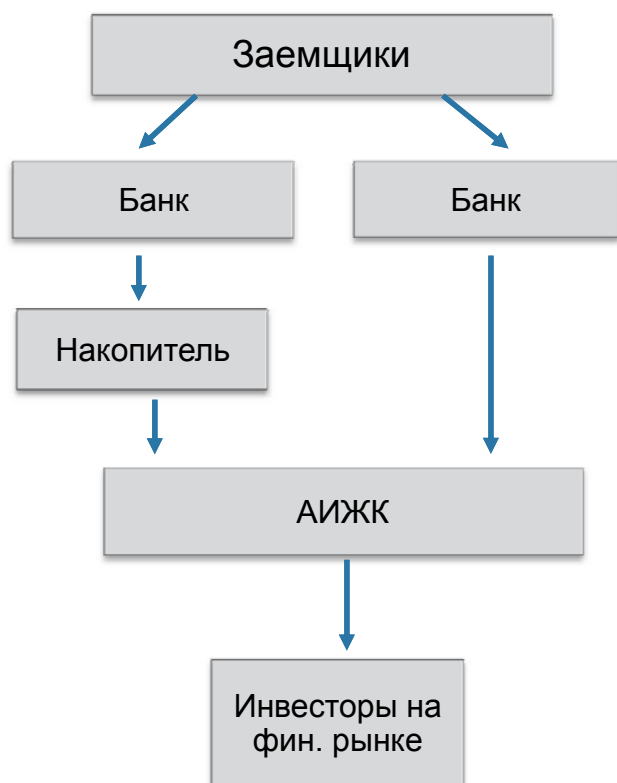 Заемщики
Банк
Банк
Накопитель
АИЖК
Инвесторы на
фин. рынке